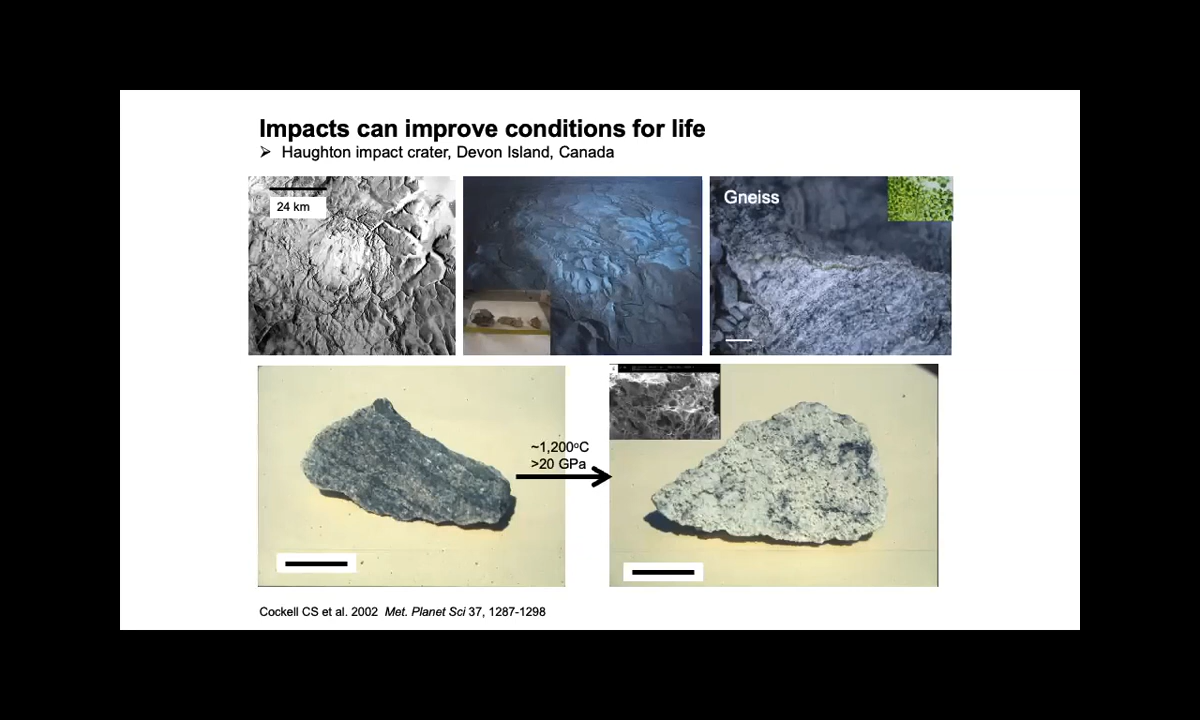 Impacts can improve conditions for life
➢ Haughton impact crater, Devon Island, Canada
24 km
Gneiss
~1,200°C
>20 GPa
Cockell CS et al. 2002 Met. Planet Sci 37, 1287-1298